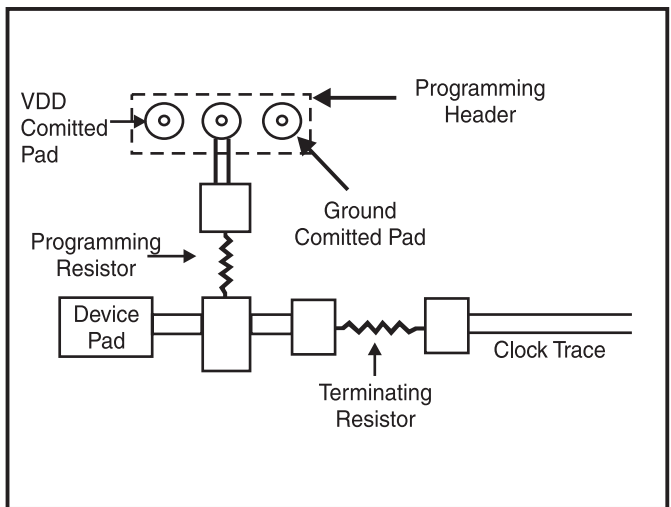 VDD
Comitted
Pad
Programming
Header
Ground
Comitted Pad
Programming
Resistor
Device
Pad
Clock Trace
Terminating
Resistor